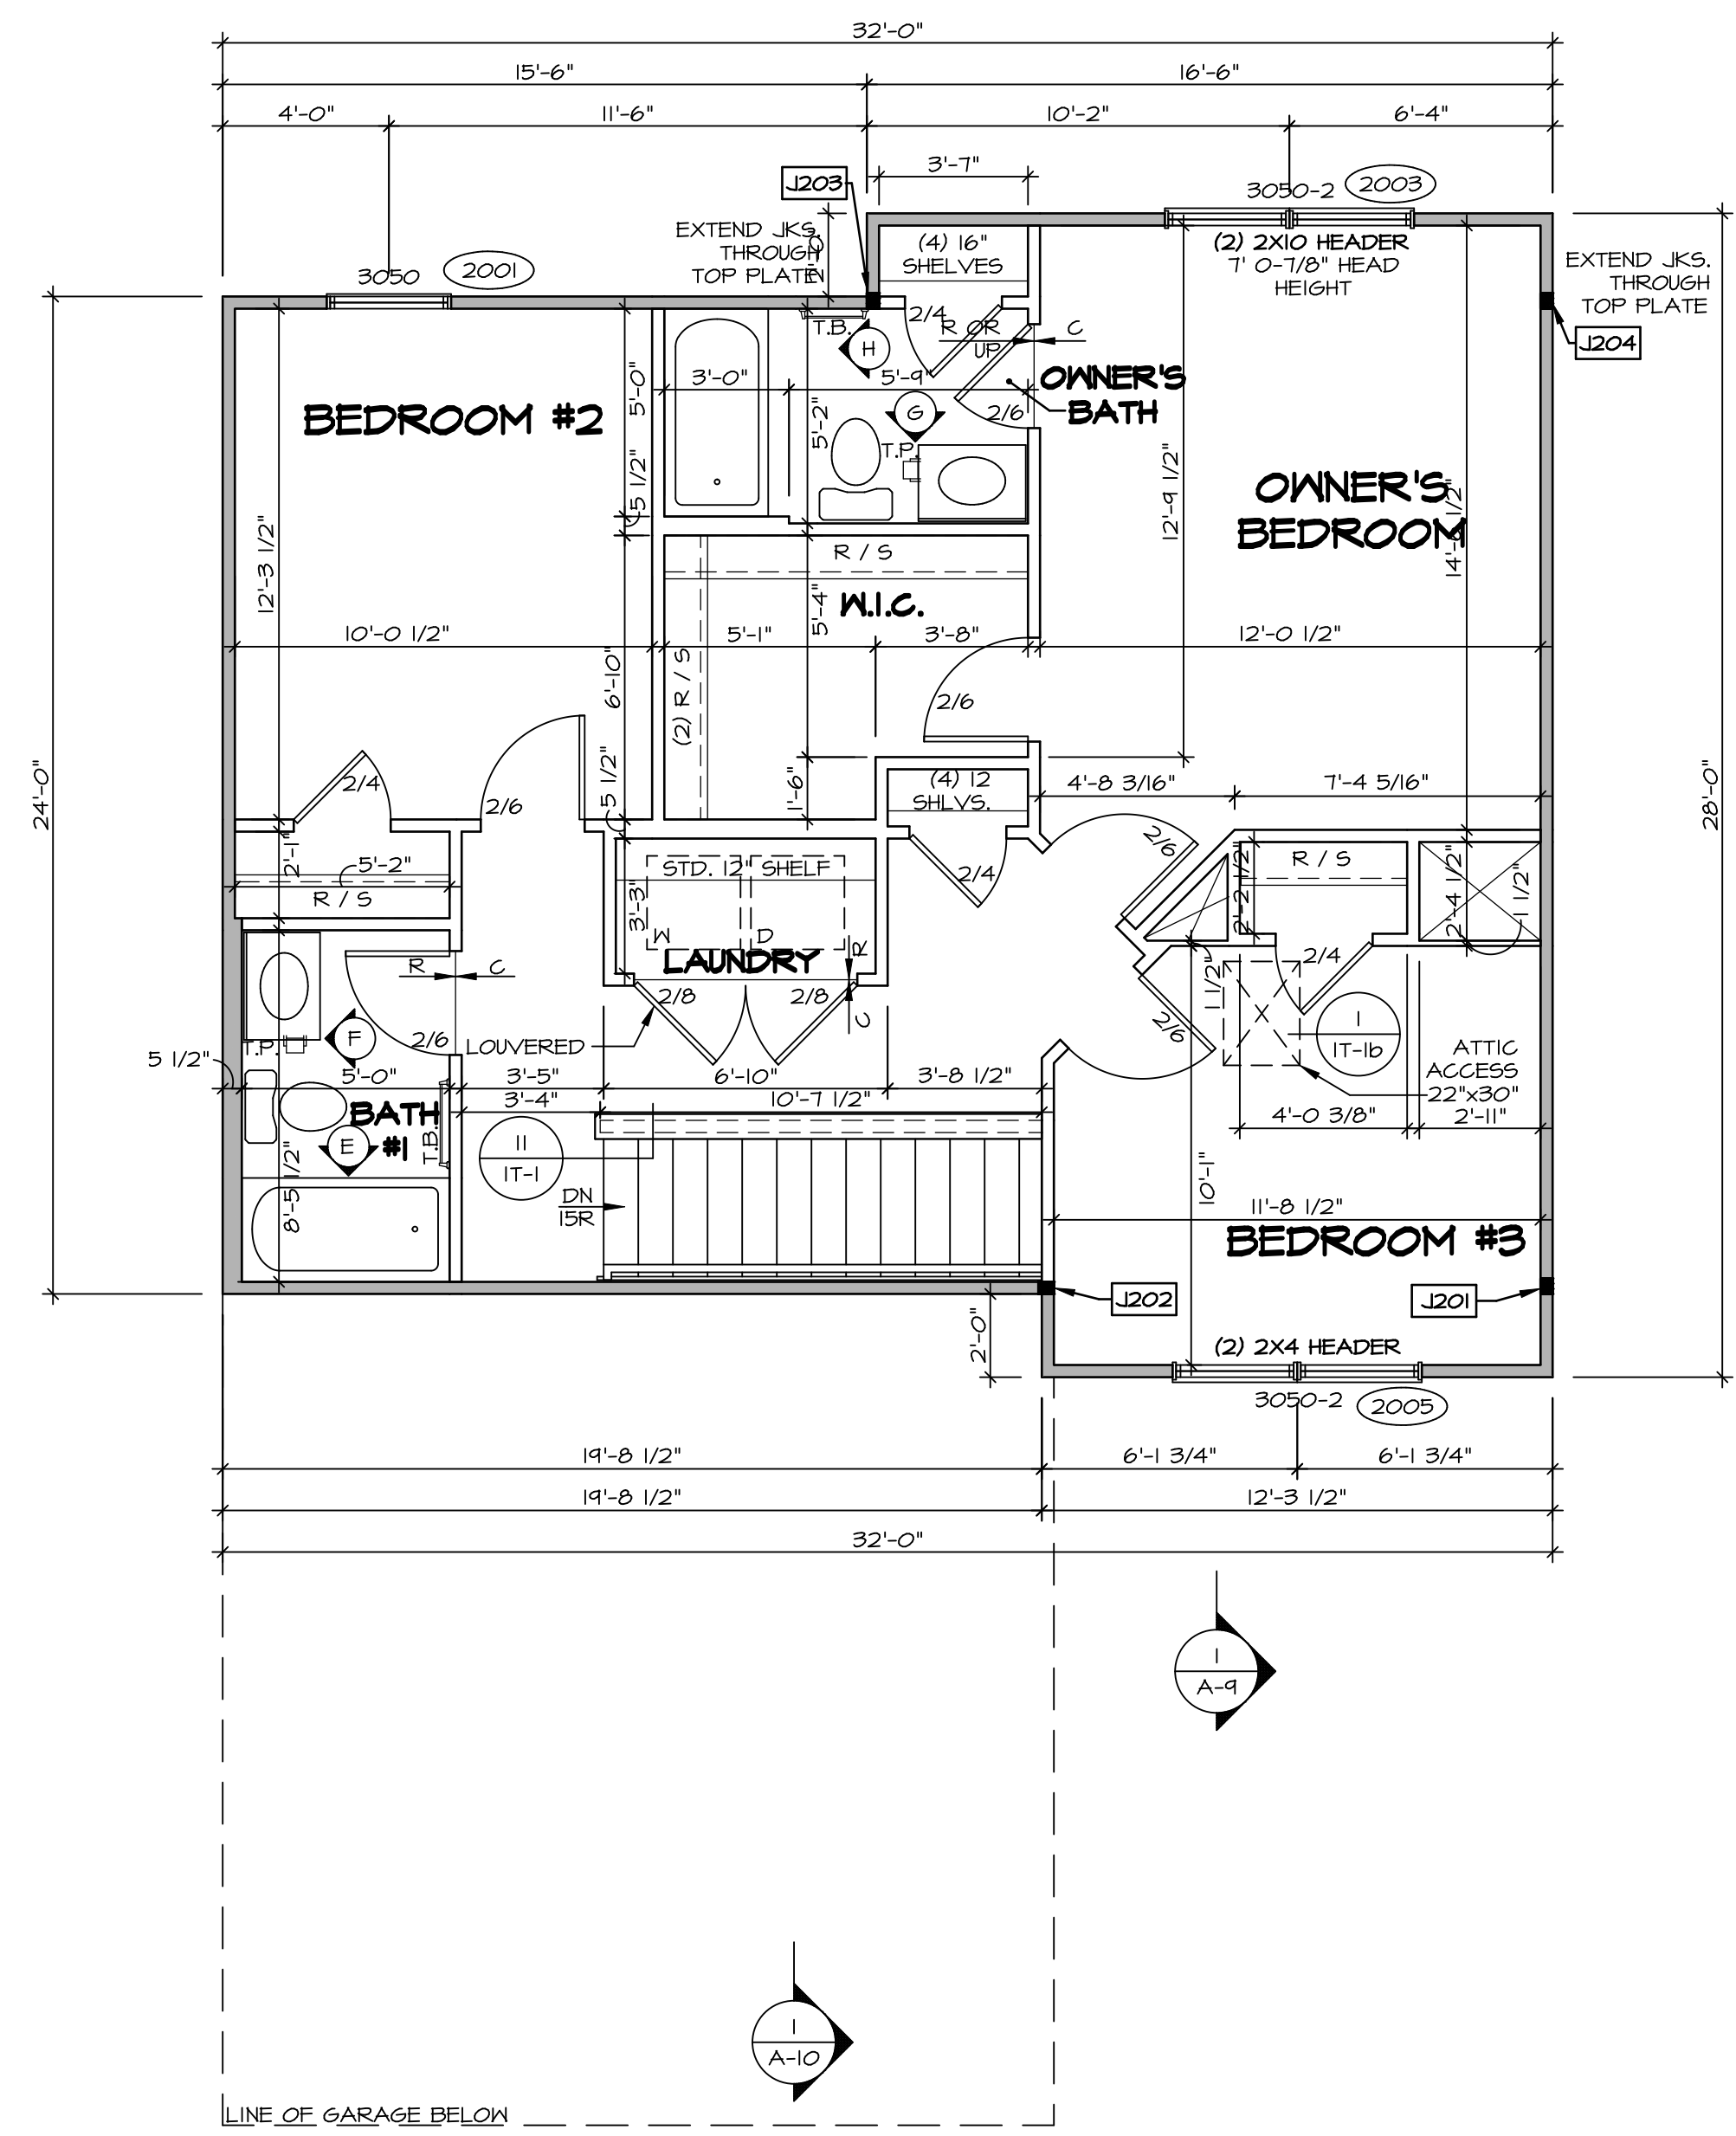 32'-0"
15'-6"
16'-6"
4'-0"
11'-6"
10'-2"
6'-4"
3'-7"
J203
3050-2
2003
EXTEND JKS.
THROUGH
TOP PLATE
(4) 16"
SHELVES
(2) 2X10 HEADER
7' 0-7/8" HEAD
HEIGHT
EXTEND JKS.
THROUGH
TOP PLATE
J204
3050
2001
T.B.
H
2/4
R OR
UP
C
OWNER'S
BATH
3'-0"
5'-9"
5'-0"
5'-2"
G
2/6
T.P.
BEDROOM #2
5 1/2"
12'-3 1/2"
12'-9 1/2"
OWNER'S
BEDROOM
R / S
W.I.C.
5'-4"
10'-0 1/2"
5'-1"
3'-8"
12'-0 1/2"
6'-10"
(2) R / S
2/6
24'-0"
28'-0"
2/4
2/6
5 1/2"
1'-6"
(4) 12
SHLVS.
4'-8 3/16"
7'-4 5/16"
2/6
2'-1"
5'-2"
R / S
STD. 12" SHELF
3'-3"
W
D
LAUNDRY
R
C
2/4
2'-2 1/2"
R / S
2'-4 1/2"
1 1/2"
R
C
2/8
2/8
1 1/2"
2/4
2/6
F
2/6
T.P.
LOUVERED
I
IT-1b
ATTIC
ACCESS
22"x30"
5 1/2"
5'-0"
3'-5"
6'-10"
3'-8 1/2"
3'-4"
10'-7 1/2"
4'-0 3/8"
2'-11"
BATH
#1
E
T.B.
11
IT-1
10'-1"
8'-5 1/2"
DN
15R
11'-8 1/2"
BEDROOM #3
J202
J201
2'-0"
(2) 2X4 HEADER
3050-2
2005
19'-8 1/2"
6'-1 3/4"
6'-1 3/4"
19'-8 1/2"
12'-3 1/2"
32'-0"
1
A-9
1
A-10
LINE OF GARAGE BELOW